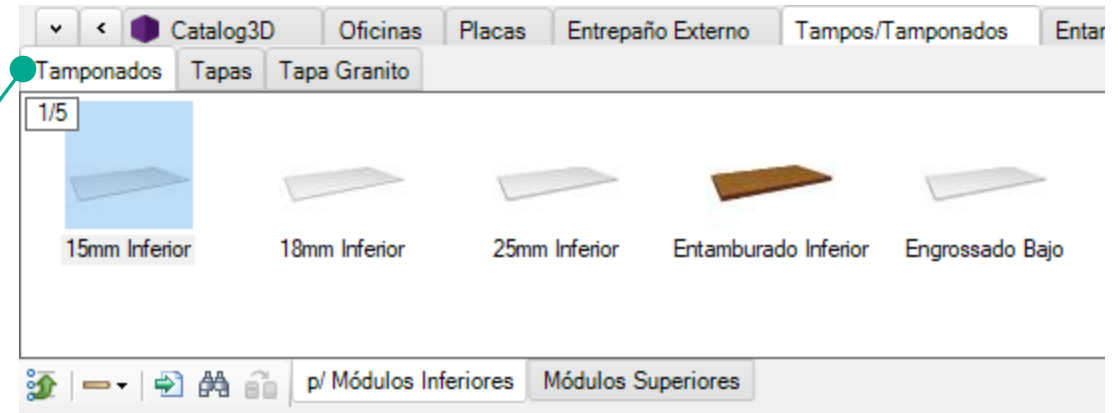 Catalog3D Oficinas Placas Entrepaño Externo Tampos/Tamponados Entar
Tamponados Tapas Tapa Granito
1/5
15mm Inferior 18mm Inferior 25mm Inferior Entamburado Inferior Engrossado Bajo
p/ Módulos Inferiores Módulos Superiores